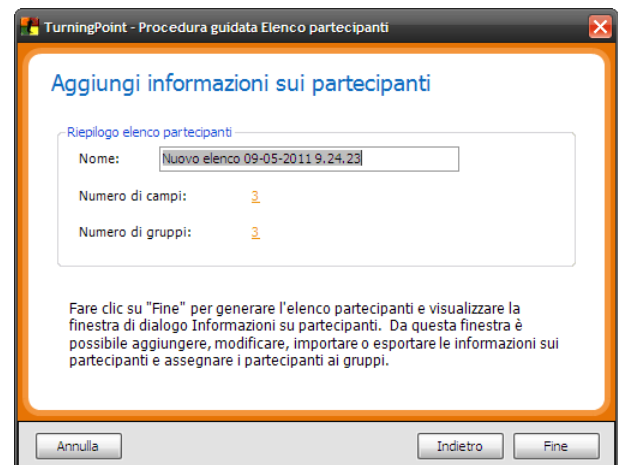 TurningPoint - Procedura guidata Elenco partecipanti
Aggiungi informazioni sui partecipanti
Riepilogo elenco partecipanti
Nome: Nuovo elenco 09-05-2011 9.24.23
Numero di campi: 3
Numero di gruppi: 3
Fare clic su "Fine" per generare l'elenco partecipanti e visualizzare la
finestra di dialogo Informazioni su partecipanti. Da questa finestra è
possibile aggiungere, modificare, importare o esportare le informazioni sui
partecipanti e assegnare i partecipanti ai gruppi.
Annulla Indietro Fine